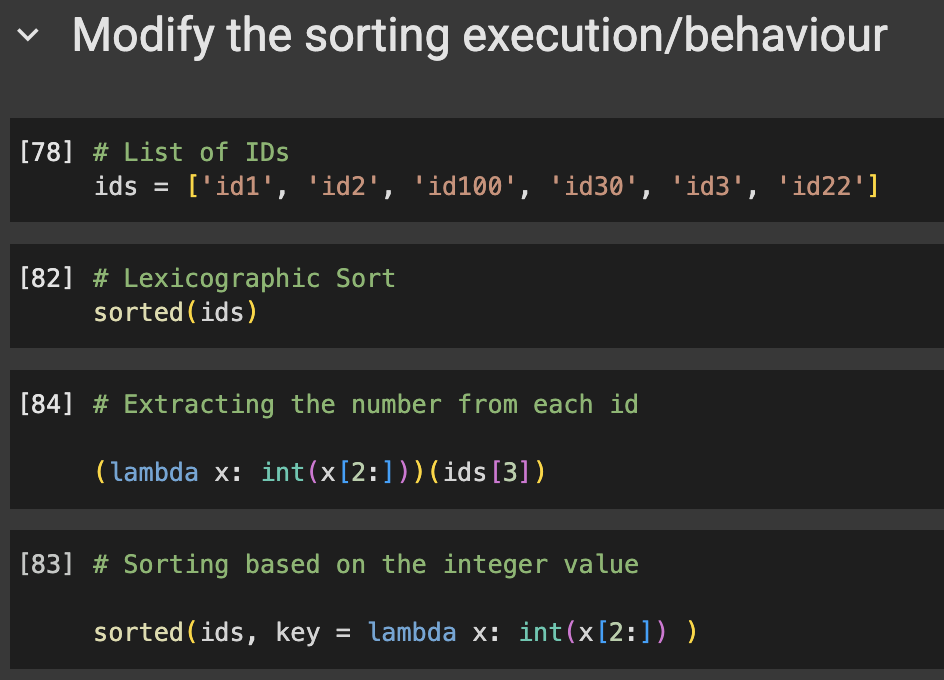 Modify the sorting execution/behaviour
[78] # List of IDs
ids = ['id1', 'id2', 'id100', 'id30', 'id3', 'id22']
[82] # Lexicographic Sort
sorted(ids)
[84] # Extracting the number from each id
(lambda x: int(x[2:]))(ids[3])
[83] # Sorting based on the integer value
sorted(ids, key = lambda x: int(x[2:]) )